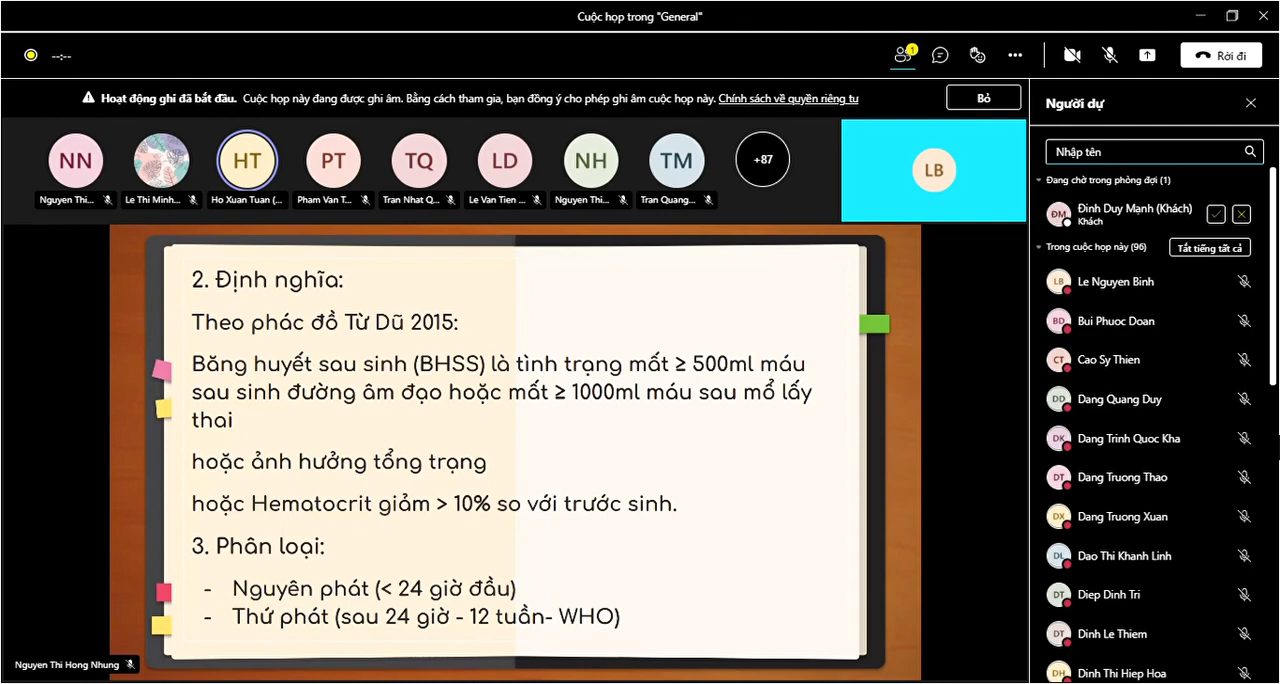 Cuộc họp trong "General"
--:--
1
Rời đi
Hoạt động ghi đã bắt đầu. Cuộc họp này đang được ghi âm. Bằng cách tham gia, bạn đồng ý cho phép ghi âm cuộc họp này. Chính sách về quyền riêng tư
Bỏ
NN
HT
PT
TQ
LD
NH
TM
+87
LB
Nguyen Thi...
Le Thi Minh...
Ho Xuan Tuan (...
Pham Van T...
Tran Nhat Q...
Le Van Tien ...
Nguyen Thi...
Tran Quang...
2. Định nghĩa:
Theo phác đồ Từ Dũ 2015:
Băng huyết sau sinh (BHSS) là tình trạng mất ≥ 500ml máu
sau sinh đường âm đạo hoặc mất ≥ 1000ml máu sau mổ lấy
thai
hoặc ảnh hưởng tổng trạng
hoặc Hematocrit giảm > 10% so với trước sinh.
3. Phân loại:
- Nguyên phát (< 24 giờ đầu)
- Thứ phát (sau 24 giờ - 12 tuần- WHO)
Nguyen Thi Hong Nhung
Người dự
Nhập tên
Đang chờ trong phòng đợi (1)
ĐM Đinh Duy Mạnh (Khách)
Khách
Trong cuộc họp này (96)
Tắt tiếng tất cả
LB Le Nguyen Binh
BD Bui Phuoc Doan
CT Cao Sy Thien
DD Dang Quang Duy
DK Dang Trinh Quoc Kha
DT Dang Truong Thao
DX Dang Truong Xuan
DL Dao Thi Khanh Linh
DT Diep Dinh Tri
DT Dinh Le Thiem
DH Dinh Thi Hiep Hoa